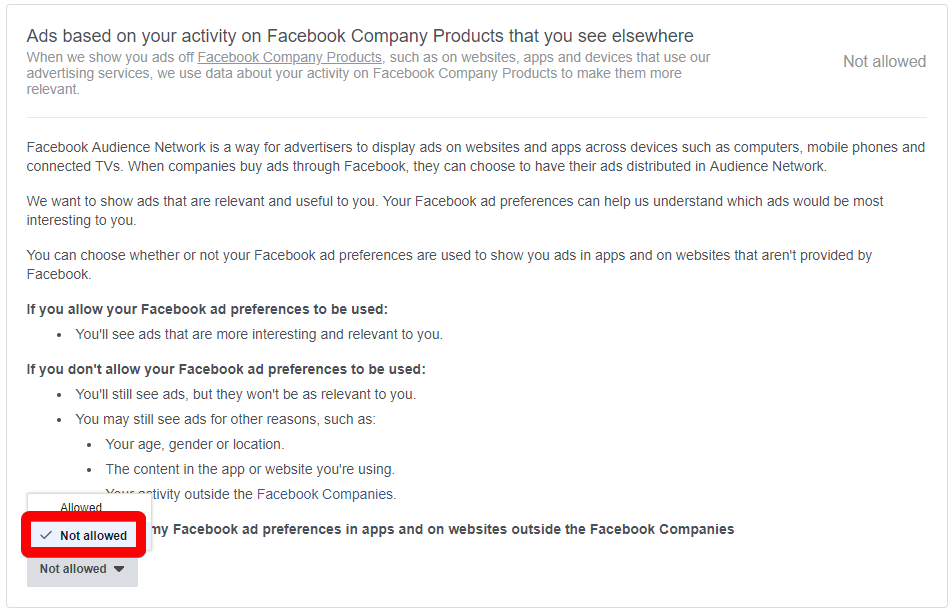 Ads based on your activity on Facebook Company Products that you see elsewhere
When we show you ads off Facebook Company Products, such as on websites, apps and devices that use our
advertising services, we use data about your activity on Facebook Company Products to make them more
relevant.
Not allowed
Facebook Audience Network is a way for advertisers to display ads on websites and apps across devices such as computers, mobile phones and
connected TVs. When companies buy ads through Facebook, they can choose to have their ads distributed in Audience Network.
We want to show ads that are relevant and useful to you. Your Facebook ad preferences can help us understand which ads would be most
interesting to you.
You can choose whether or not your Facebook ad preferences are used to show you ads in apps and on websites that aren't provided by
Facebook.
If you allow your Facebook ad preferences to be used:
• You'll see ads that are more interesting and relevant to you.
If you don't allow your Facebook ad preferences to be used:
• You'll still see ads, but they won't be as relevant to you.
• You may still see ads for other reasons, such as:
• Your age, gender or location.
• The content in the app or website you're using.
Your activity outside the Facebook Companies.
Allowed
my Facebook ad preferences in apps and on websites outside the Facebook Companies
Not allowed
Not allowed